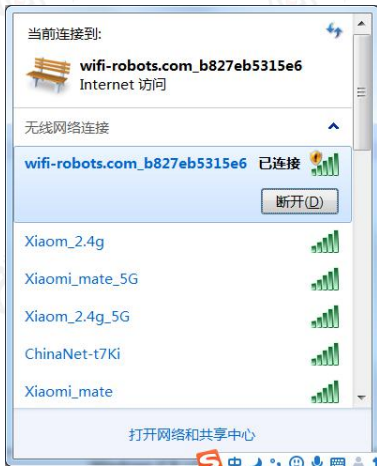 当前连接到:
wifi-robots.com_b827eb5315e6
Internet 访问
无线网络连接
wifi-robots.com_b827eb5315e6 已连接
断开(D)
Xiaom_2.4g
Xiaomi_mate_5G
Xiaom_2.4g_5G
ChinaNet-t7Ki
Xiaomi_mate
打开网络和共享中心
中